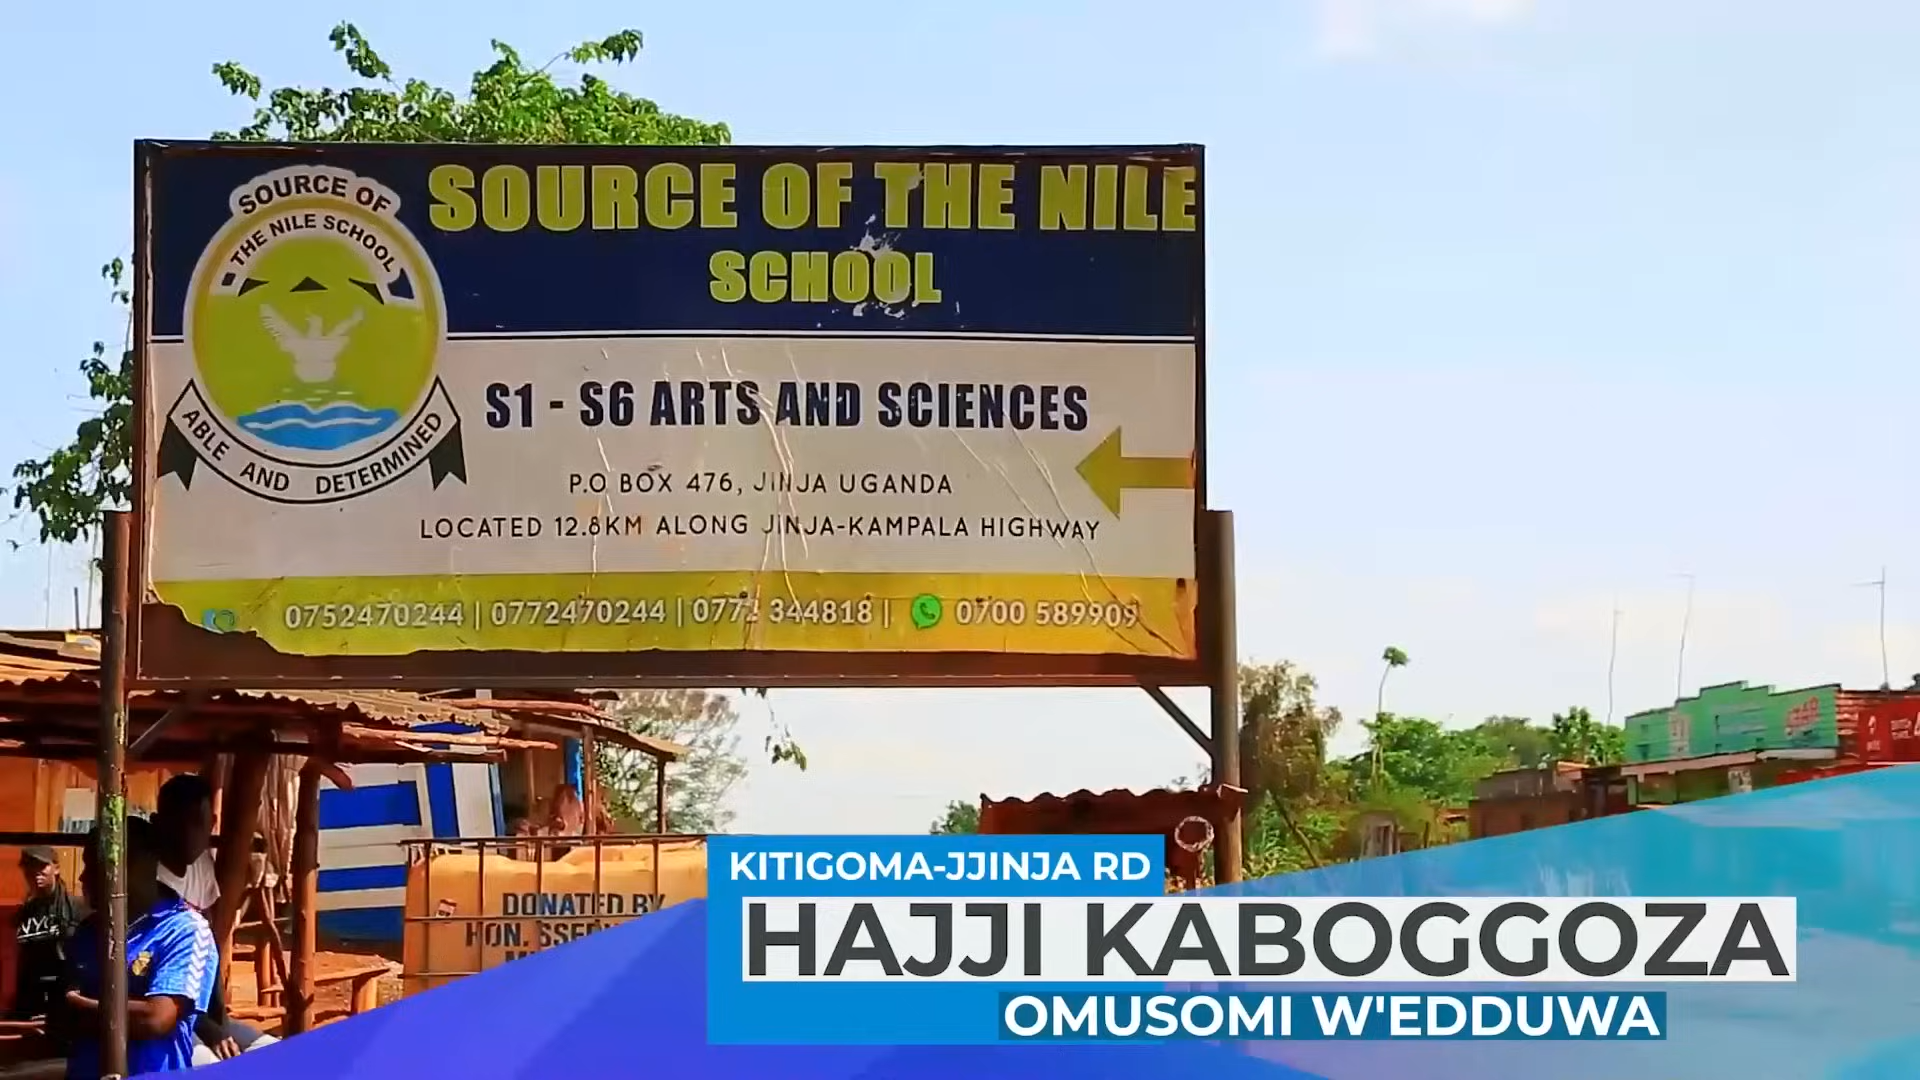 SOURCE OF
THE NILE SCHOOL
ABLE AND DETERMINED
SOURCE OF THE NILE
SCHOOL
S1 - S6 ARTS AND SCIENCES
P.O BOX 476, JINJA UGANDA
LOCATED 12.8KM ALONG JINJA-KAMPALA HIGHWAY
0752470244 | 0772470244 | 0772 344818 | 0700 589909
DONATED BY
HON.
KITIGOMA-JJINJA RD
HAJJI KABOGGOZA
OMUSOMI W'EDDUWA